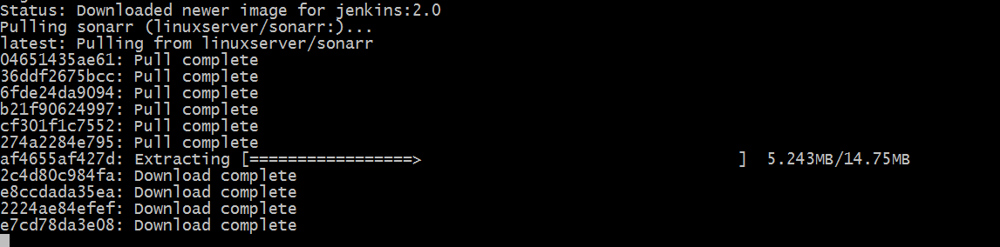 Status: Downloaded newer image for jenkins:2.0
Pulling sonarr (linuxserver/sonarr:)...
latest: Pulling from linuxserver/sonarr
04651435ae61: Pull complete
36ddf2675bcc: Pull complete
6fde24da9094: Pull complete
b21f90624997: Pull complete
cf301f1c7552: Pull complete
274a2284e795: Pull complete
af4655af427d: Extracting [=================>                                 ]  5.243MB/14.75MB
2c4d80c984fa: Download complete
e8ccdada35ea: Download complete
2224ae84efef: Download complete
e7cd78da3e08: Download complete